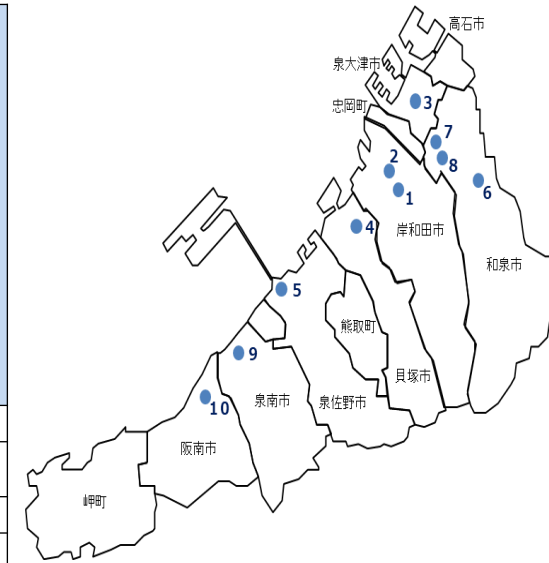 高石市
泉大津市
忠岡町
3
7
8
2
1
6
4
岸和田市
和泉市
5
熊取町
9
貝塚市
泉南市
泉佐野市
10
阪南市
岬町